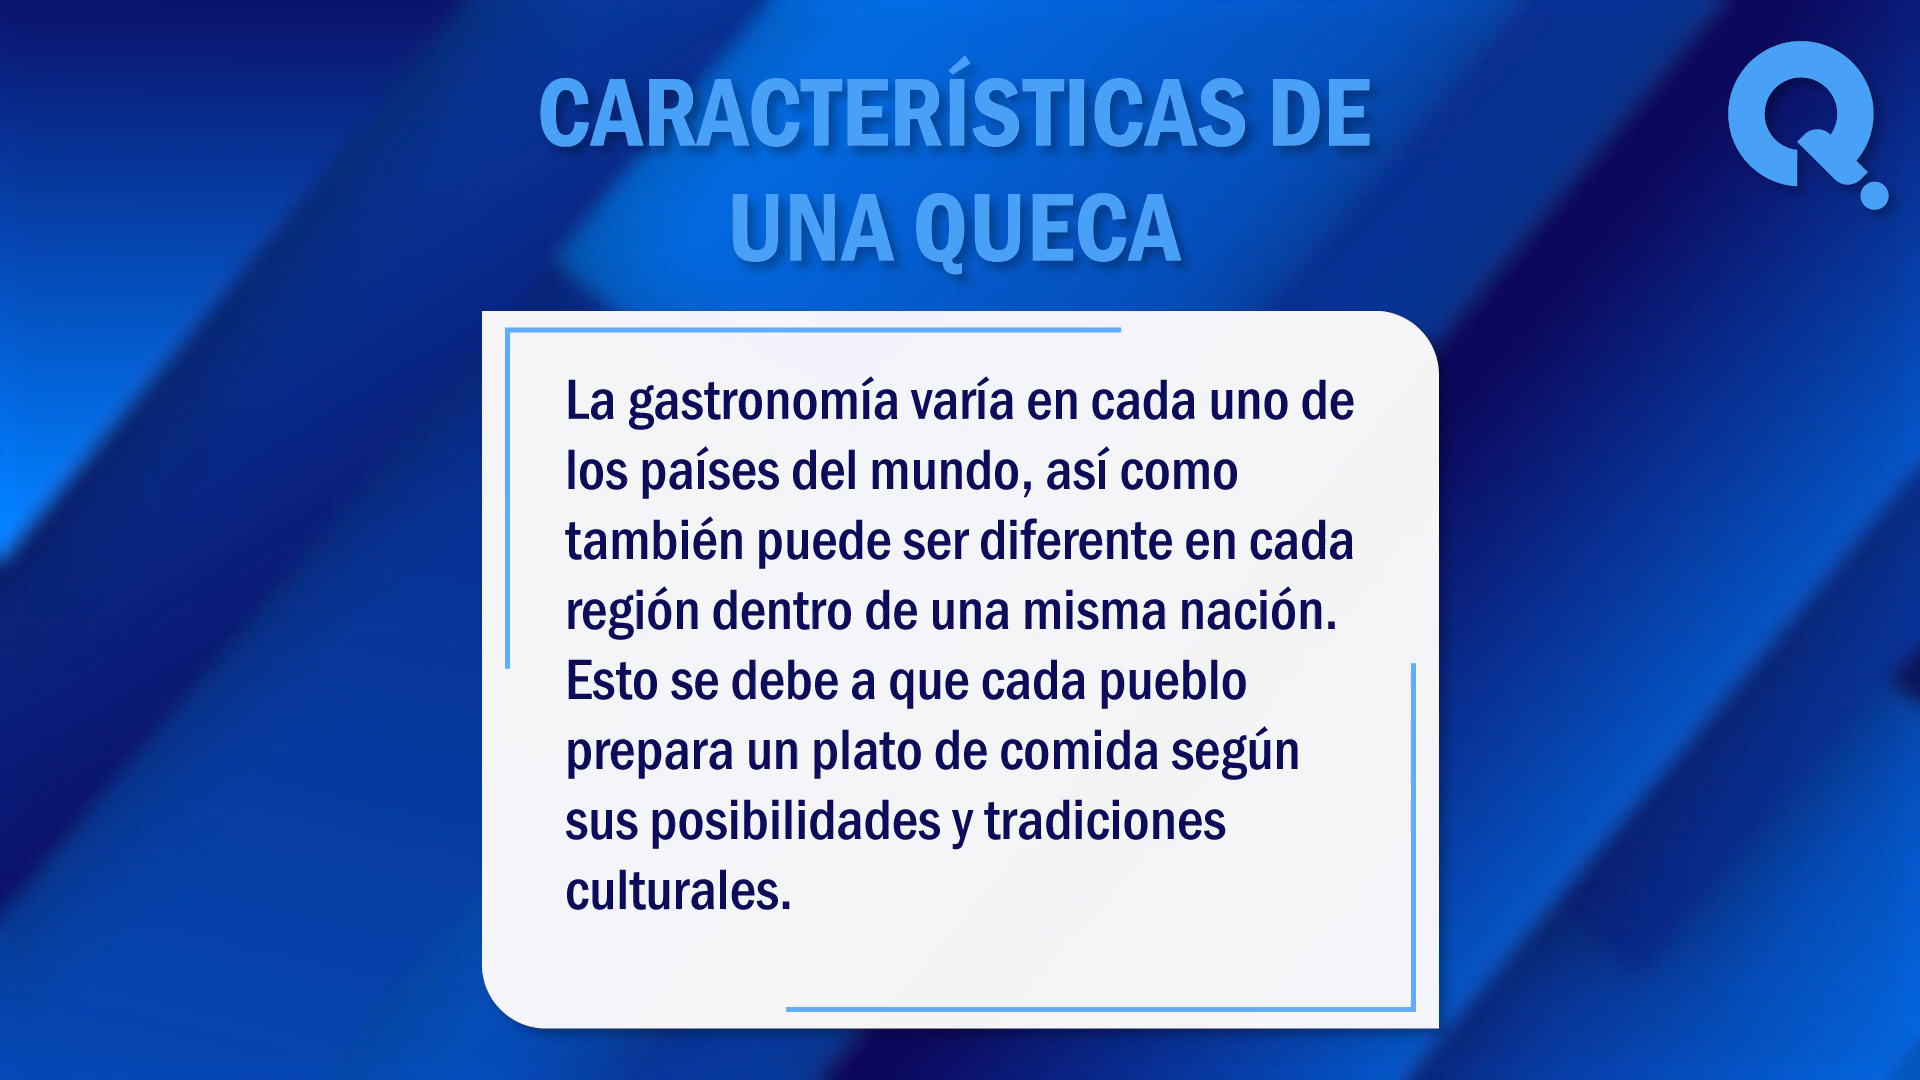 CARACTERÍSTICAS DE
UNA QUECA
Q.
La gastronomía varía en cada uno de
los países del mundo, así como
también puede ser diferente en cada
región dentro de una misma nación.
Esto se debe a que cada pueblo
prepara un plato de comida según
sus posibilidades y tradiciones
culturales.